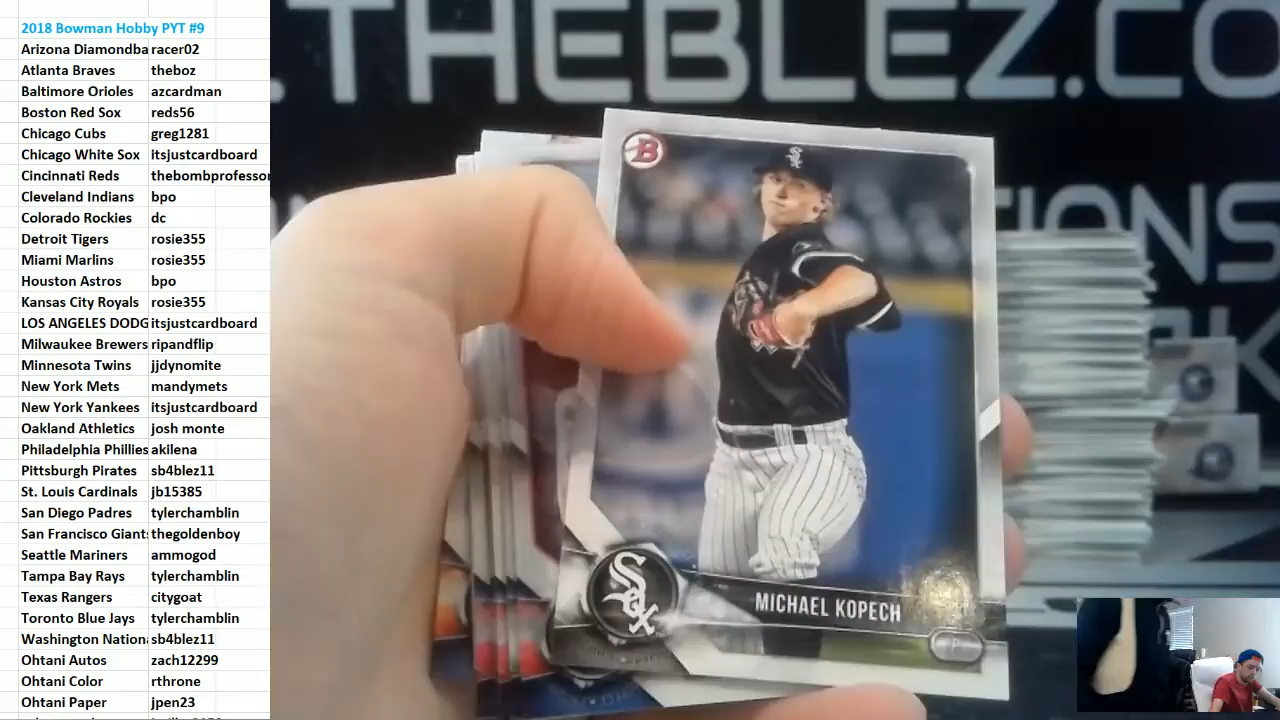 2018 Bowman Hobby PYT #9
Arizona Diamondba racer02
Atlanta Braves theboz
Baltimore Orioles azcardman
Boston Red Sox reds56
Chicago Cubs greg1281
Chicago White Sox itsjustcardboard
Cincinnati Reds thebombprofessor
Cleveland Indians bpo
Colorado Rockies dc
Detroit Tigers rosie355
Miami Marlins rosie355
Houston Astros bpo
Kansas City Royals rosie355
LOS ANGELES DODG itsjustcardboard
Milwaukee Brewers ripandflip
Minnesota Twins jjdynomite
New York Mets mandymets
New York Yankees itsjustcardboard
Oakland Athletics josh monte
Philadelphia Phillies akilena
Pittsburgh Pirates sb4blez11
St. Louis Cardinals jb15385
San Diego Padres tylerchamblin
San Francisco Giants thegoldenboy
Seattle Mariners ammogod
Tampa Bay Rays tylerchamblin
Texas Rangers citygoat
Toronto Blue Jays tylerchamblin
Washington Nationa sb4blez11
Ohtani Autos zach12299
Ohtani Color rthrone
Ohtani Paper jpen23
.THEBLEZ.CO
IONS
B
Sox
Sox
MICHAEL KOPECH
P